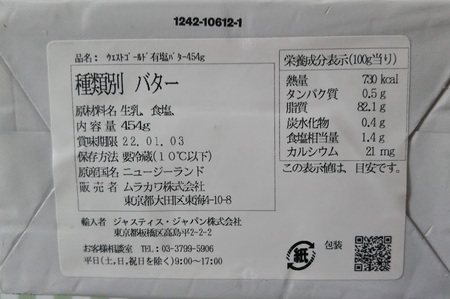 1242-10612-1
品名: ウエストゴールド 有塩バター454g
種類別 バター
原材料名 生乳、食塩、
内容量 454g
賞味期限 22.01.03
保存方法 要冷蔵(10℃以下)
原産国名 ニュージーランド
販売者 ムラカワ株式会社
東京都大田区東海4-10-8
輸入者 ジャスティス・ジャパン株式会社
東京都板橋区高島平2-2-2
お客様相談室 TEL 03-3799-5906
平日(土,日,祝日を除く)9:00~17:00
栄養成分表示(100g当り)
熱量 730 kcal
タンパク質 0.5 g
脂質 82.1 g
炭水化物 0.4 g
食塩相当量 1.4 g
カルシウム 21 mg
この表示値は、目安です。
紙
包装